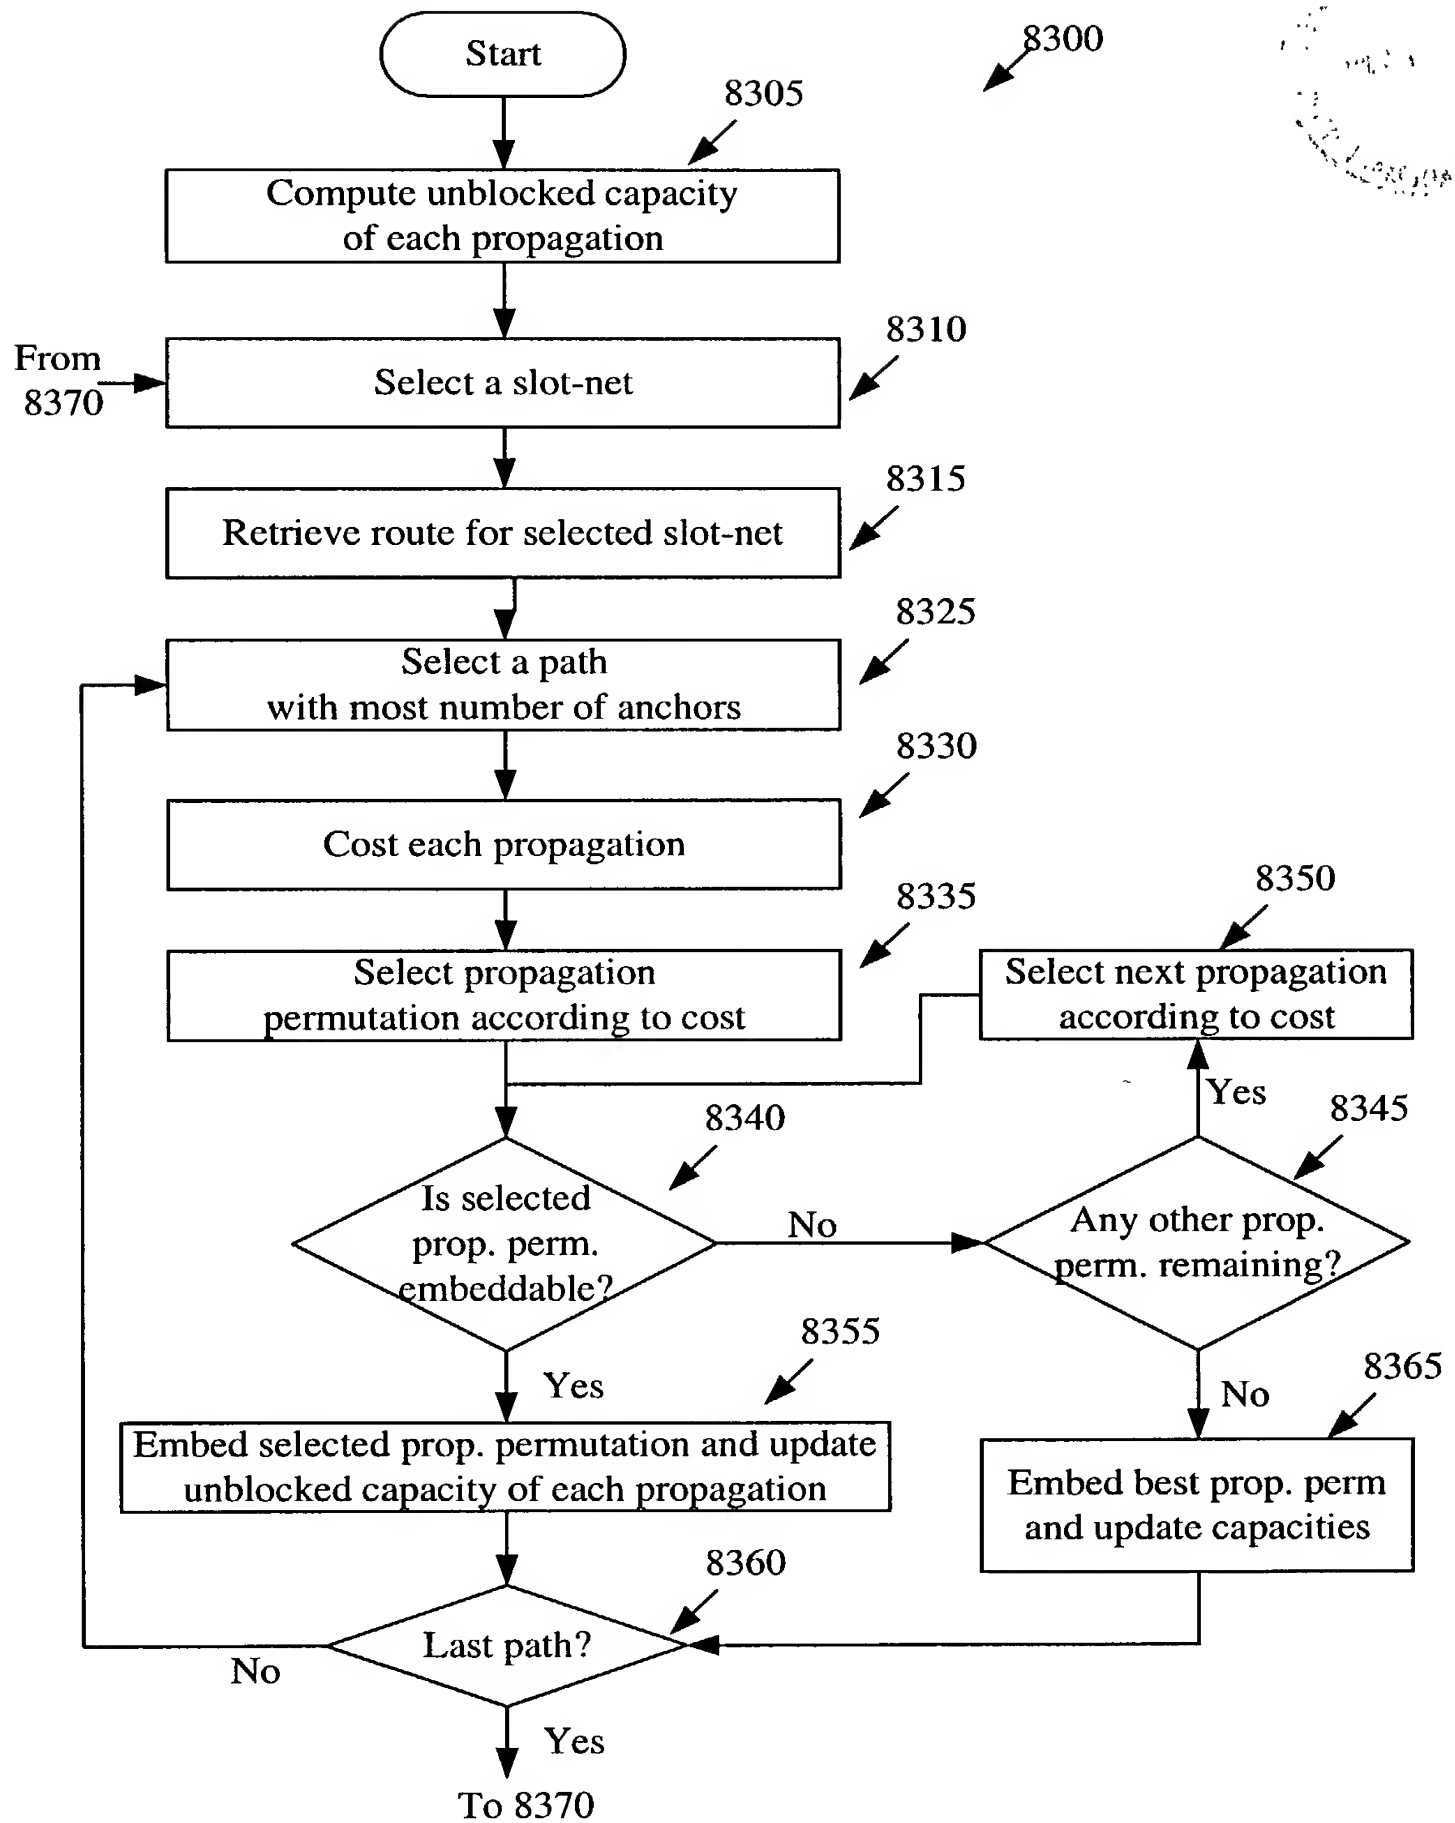 Start
8300
8305
Compute unblocked capacity
of each propagation
8310
From
8370
Select a slot-net
8315
Retrieve route for selected slot-net
8325
Select a path
with most number of anchors
8330
Cost each propagation
8335
Select propagation
permutation according to cost
8350
Select next propagation
according to cost
Yes
8340
8345
Is selected
prop. perm.
embeddable?
No
Any other prop.
perm. remaining?
8355
Yes
8365
No
Embed selected prop. permutation and update
unblocked capacity of each propagation
Embed best prop. perm
and update capacities
8360
Last path?
No
Yes
To 8370